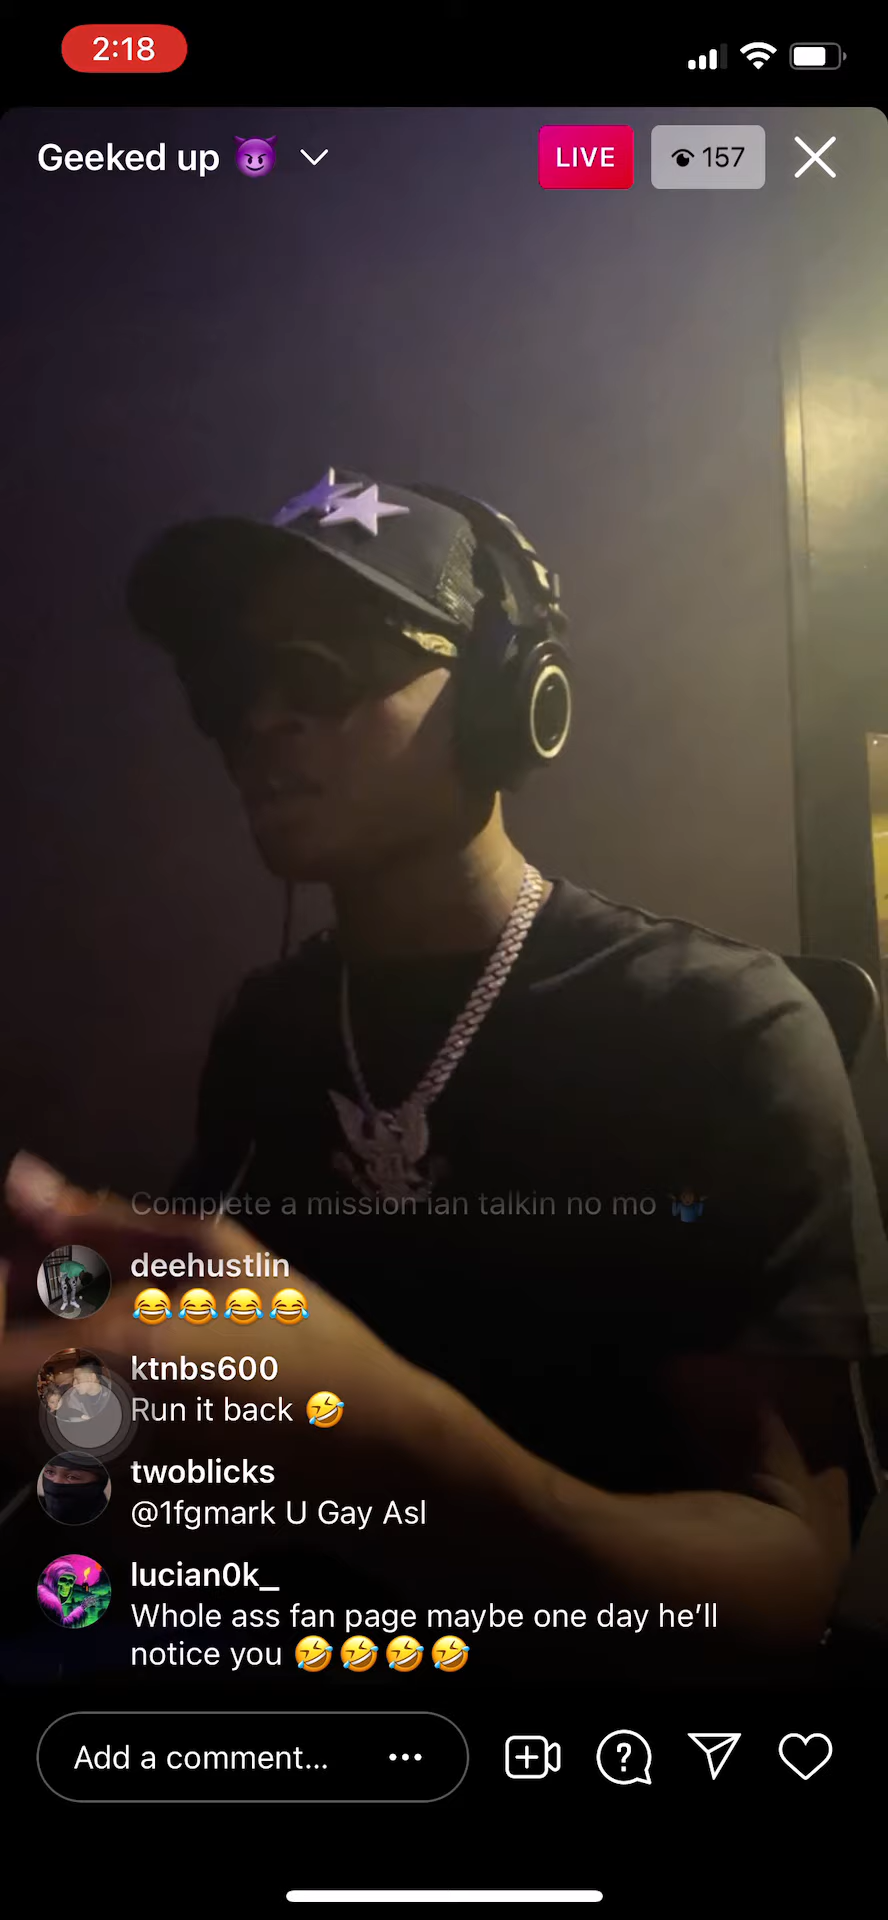 2:18
Geeked up 😈
LIVE
157
Complete a mission ian talkin no mo 🤷🏾‍♂️
deehustlin
😂😂😂😂
ktnbs600
Run it back 🤣
twoblicks
@1fgmark U Gay Asl
lucian0k_
Whole ass fan page maybe one day he’ll
notice you 🤣🤣🤣🤣
Add a comment...